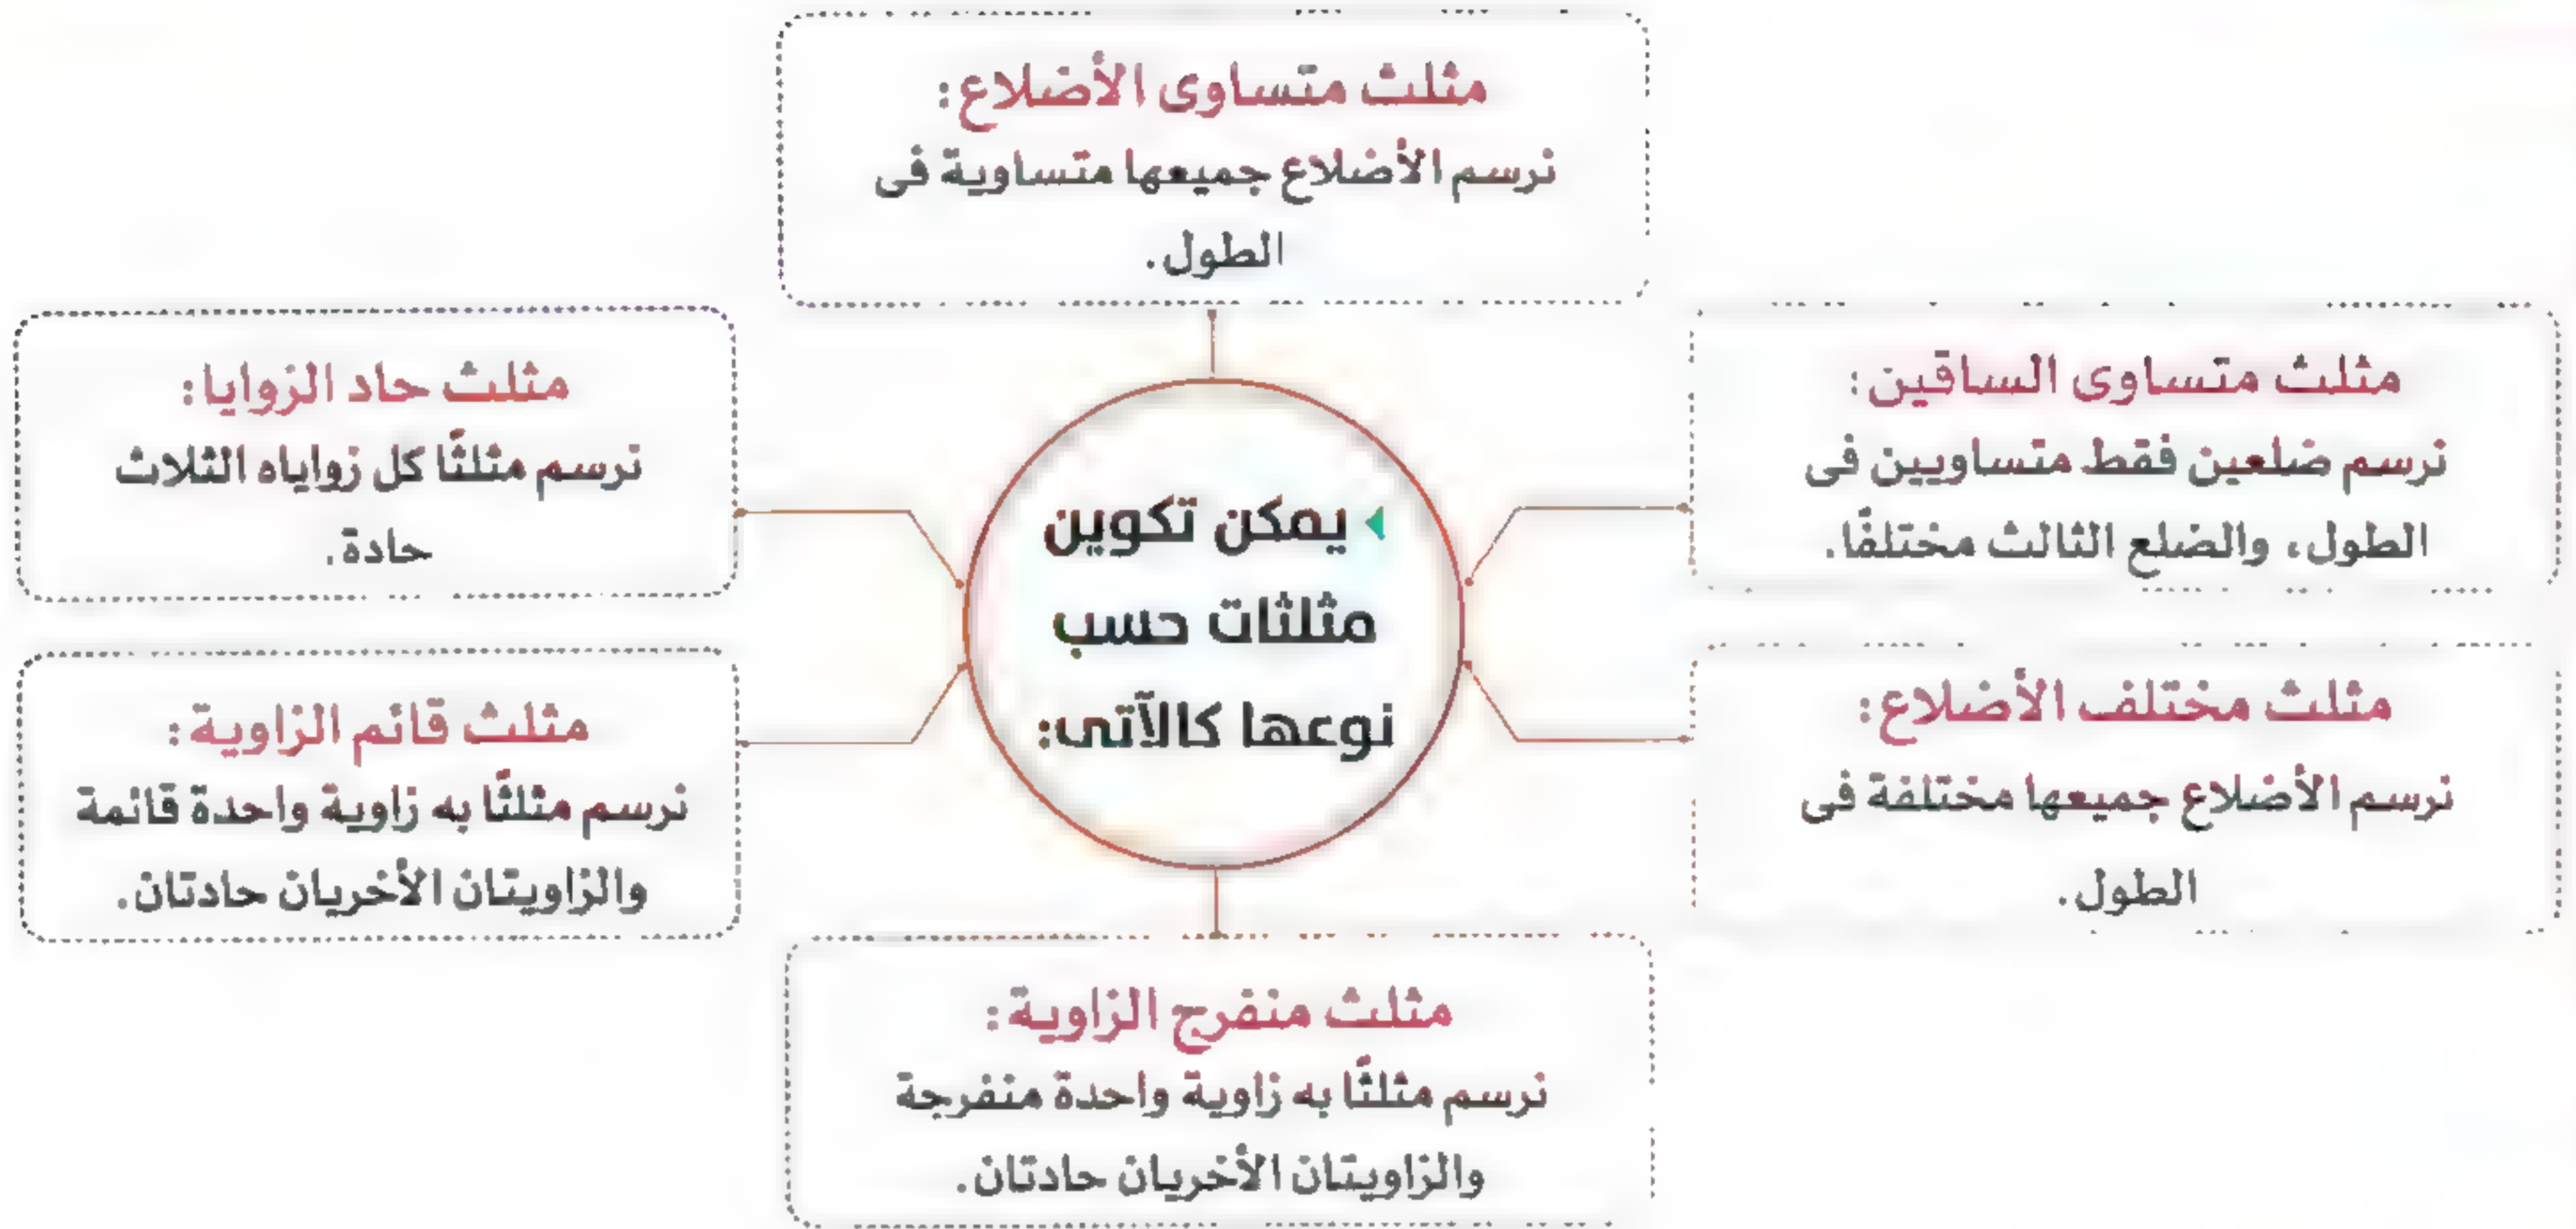 مثلث متساوى الأضلاع:
نرسم الأضلاع جميعها متساوية فى
الطول.
مثلث متساوى الساقين:
نرسم ضلعين فقط متساويين فى
الطول، والضلع الثالث مختلفًا.
مثلث حاد الزوايا:
نرسم مثلثًا كل زواياه الثلاث
حادة.
يمكن تكوين
مثلثات حسب
نوعها كالآتى:
مثلث مختلف الأضلاع:
نرسم الأضلاع جميعها مختلفة فى
الطول.
مثلث قائم الزاوية:
نرسم مثلثًا به زاوية واحدة قائمة
والزاويتان الأخريان حادتان.
مثلث منفرج الزاوية:
نرسم مثلثًا به زاوية واحدة منفرجة
والزاويتان الأخريان حادتان.